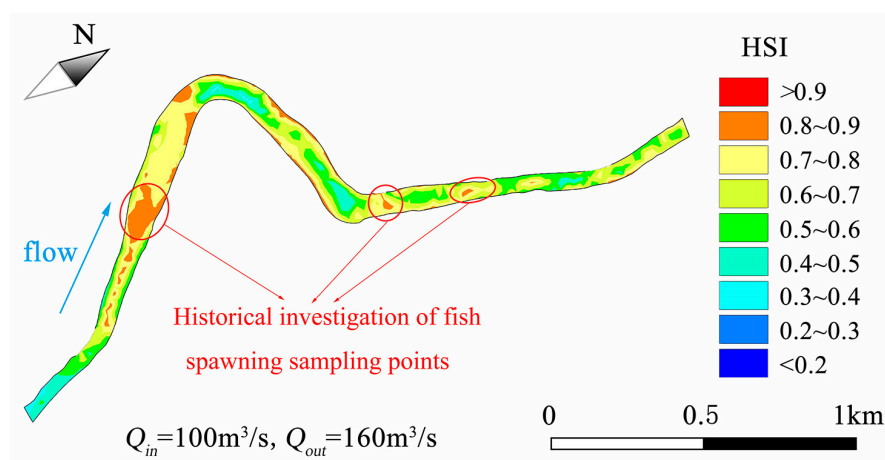 N
HSI
>0.9
0.8~0.9
0.7~0.8
0.6~0.7
0.5~0.6
0.4~0.5
0.3~0.4
0.2~0.3
<0.2
flow
Historical investigation of fish
spawning sampling points
Qin=100m³/s, Qout=160m³/s
0 0.5 1km